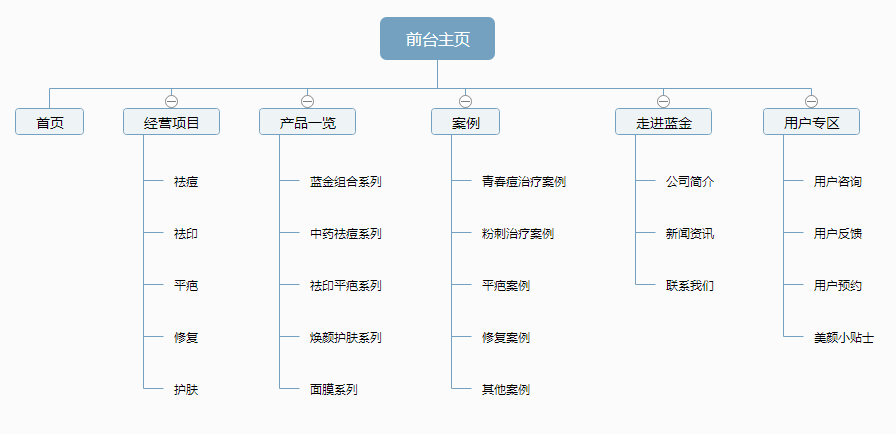 前台主页
首页
经营项目
产品一览
案例
走进蓝金
用户专区
祛痘
蓝金组合系列
青春痘治疗案例
公司简介
用户咨询
祛印
中药祛痘系列
粉刺治疗案例
新闻资讯
用户反馈
平疤
祛印平疤系列
平疤案例
联系我们
用户预约
修复
焕颜护肤系列
修复案例
美颜小贴士
护肤
面膜系列
其他案例